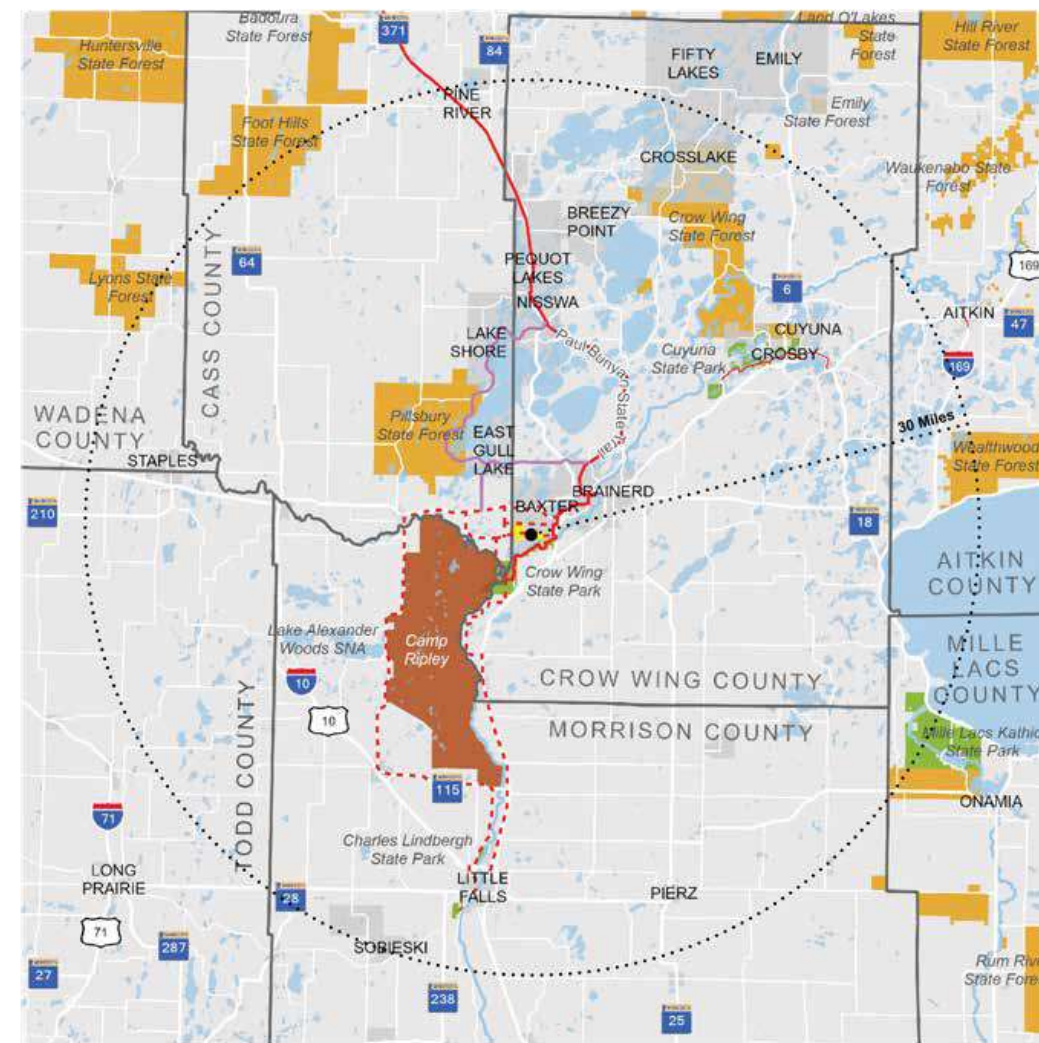 Badoura
State Forest
Huntersville
State Forest
371
84
Land O'Lakes
State
Forest
Hill River
State Forest
FIFTY
LAKES
EMILY
PINE
RIVER
Emily
State Forest
Foot Hills
State Forest
CROSSLAKE
Waukenabo State
Forest
BREEZY
POINT
Crow Wing
State Forest
64
Lyons State
Forest
CASS COUNTY
PEQUOT
LAKES
NISSWA
6
169
AITKIN
47
LAKE
SHORE
Paul Bunyan State Trail
Cuyuna
State Park
CUYUNA
CROSBY
169
WADENA
COUNTY
Pillsbury
State Forest
30 Miles
STAPLES
EAST
GULL
LAKE
Wealthwood
State Forest
BRAINERD
BAXTER
210
18
Crow Wing
State Park
AITKIN
COUNTY
Lake Alexander
Woods SNA
Camp
Ripley
10
10
CROW WING COUNTY
MILLE
LACS
COUNTY
MORRISON COUNTY
TODD COUNTY
Mille Lacs Kathio
State Park
115
ONAMIA
71
Charles Lindbergh
State Park
LONG
PRAIRIE
LITTLE
FALLS
PIERZ
28
71
287
SOBIESKI
27
238
25
Rum Riv
State Fore